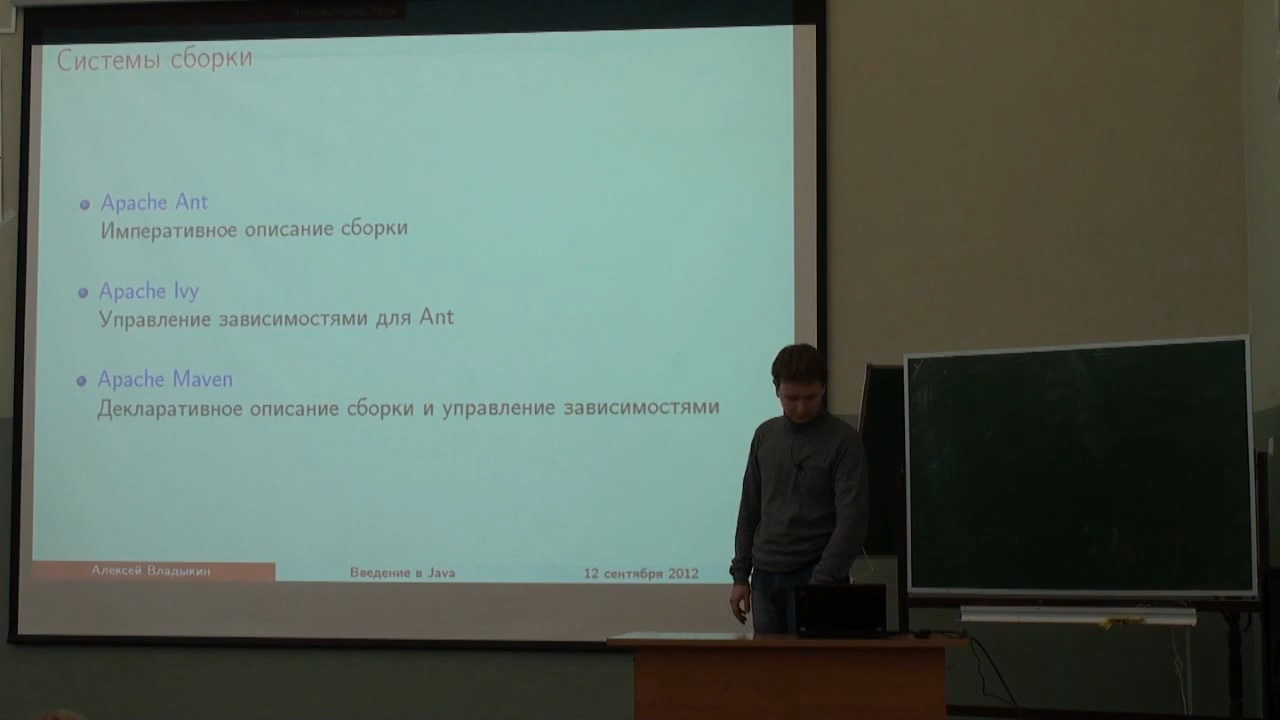 Системы сборки
Apache Ant
Императивное описание сборки
Apache Ivy
Управление зависимостями для Ant
Apache Maven
Декларативное описание сборки и управление зависимостями
Алексей Владыкин
Введение в Java
12 сентября 2012